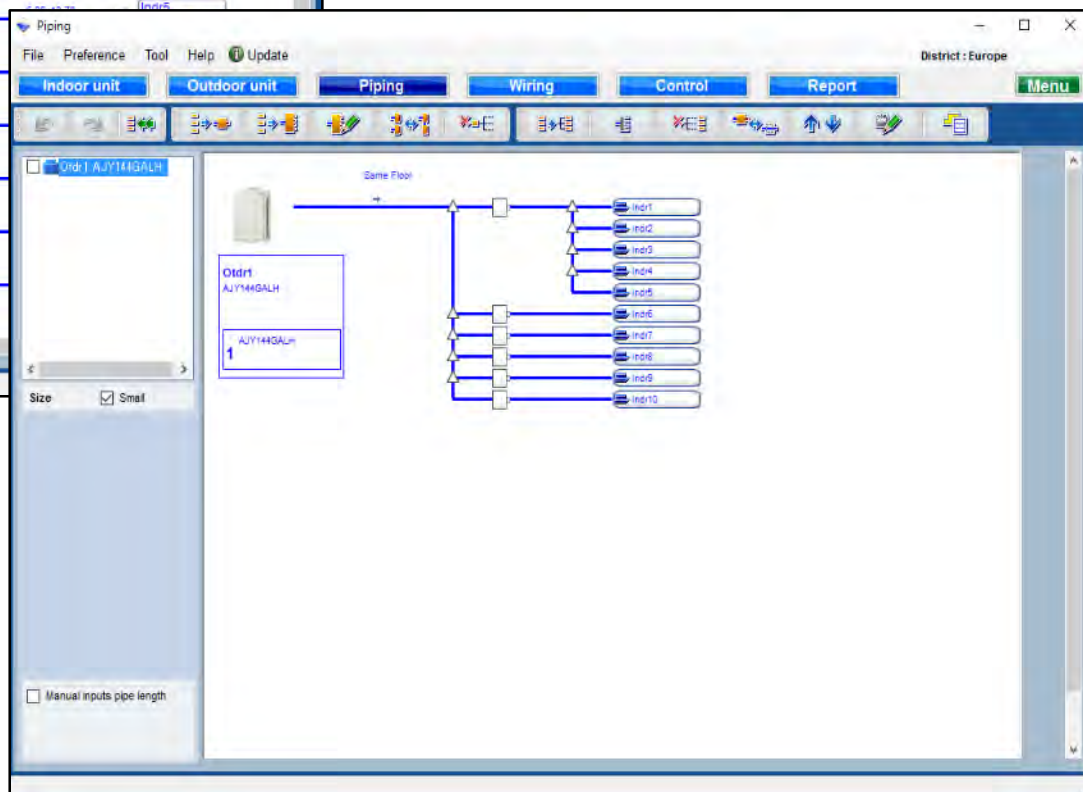 Indr5
Piping
File Preference Tool Help Update
District : Europe
Indoor unit Outdoor unit Piping Wiring Control Report Menu
Otdr1 AJY144GALH
Same Floor
Indr1
Indr2
Indr3
Indr4
Indr5
Otdr1
AJY144GALH
AJY144GALH
1
Indr6
Indr7
Indr8
Indr9
Indr10
Size Small
Manual inputs pipe length